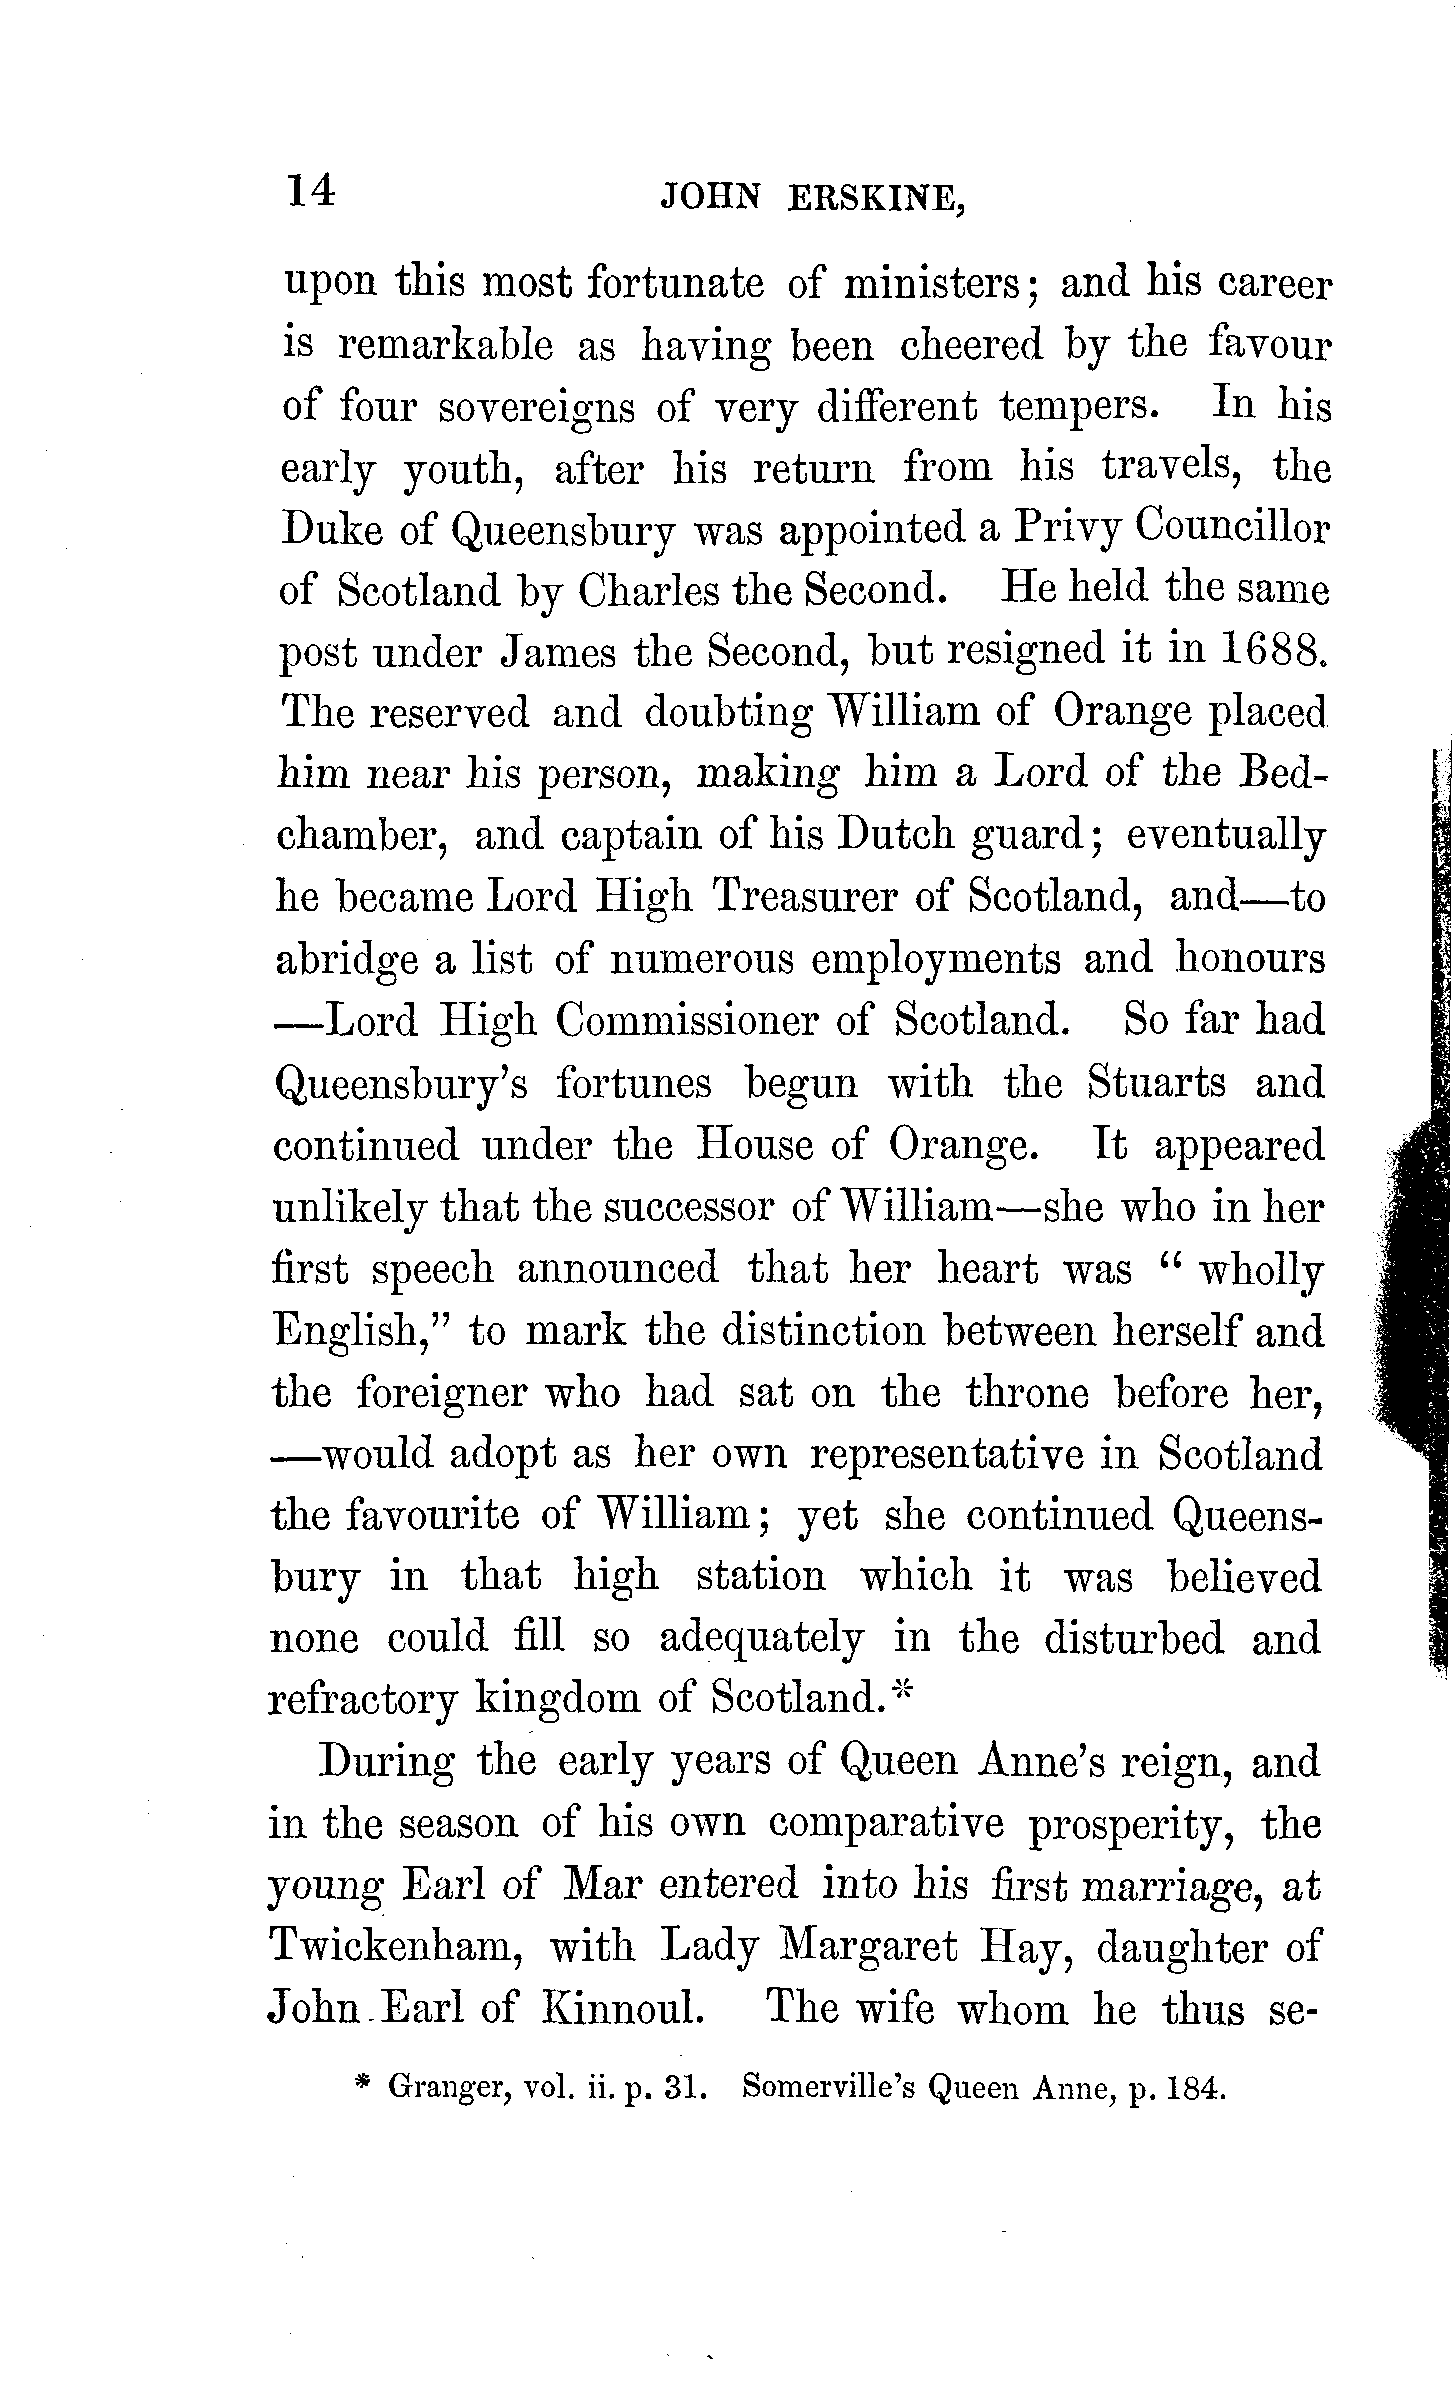 14 JOHN ERSKINE,
upon this most fortunate of ministers; and his career
is remarkable as having been cheered by the favour
of four sovereigns of very different tempers. In his
early youth, after his return from his travels, the
Duke of Queensbury was appointed a Privy Councillor
of Scotland by Charles the Second. He held the same
post under James the Second, but resigned it in 1688.
The reserved and doubting William of Orange placed
him near his person, making him a Lord of the Bed-
chamber, and captain of his Dutch guard; eventually
he became Lord High Treasurer of Scotland, and—to
abridge a list of numerous employments and honours
—Lord High Commissioner of Scotland. So far had
Queensbury's fortunes begun with the Stuarts and
continued under the House of Orange. It appeared
unlikely that the successor of William—she who in her
first speech announced that her heart was " wholly
English," to mark the distinction between herself and
the foreigner who had sat on the throne before her,
—would adopt as her own representative in Scotland
the favourite of William; yet she continued Queens-
bury in that high station which it was believed
none could fill so adequately in the disturbed and
refractory kingdom of Scotland.*
During the early years of Queen Anne's reign, and
in the season of his own comparative prosperity, the
young Earl of Mar entered into his first marriage, at
Twickenham, with Lady Margaret Hay, daughter of
John Earl of Kinnoul. The wife whom he thus se-
* Granger, vol. ii. p. 31. Somerville's Queen Anne, p. 184.